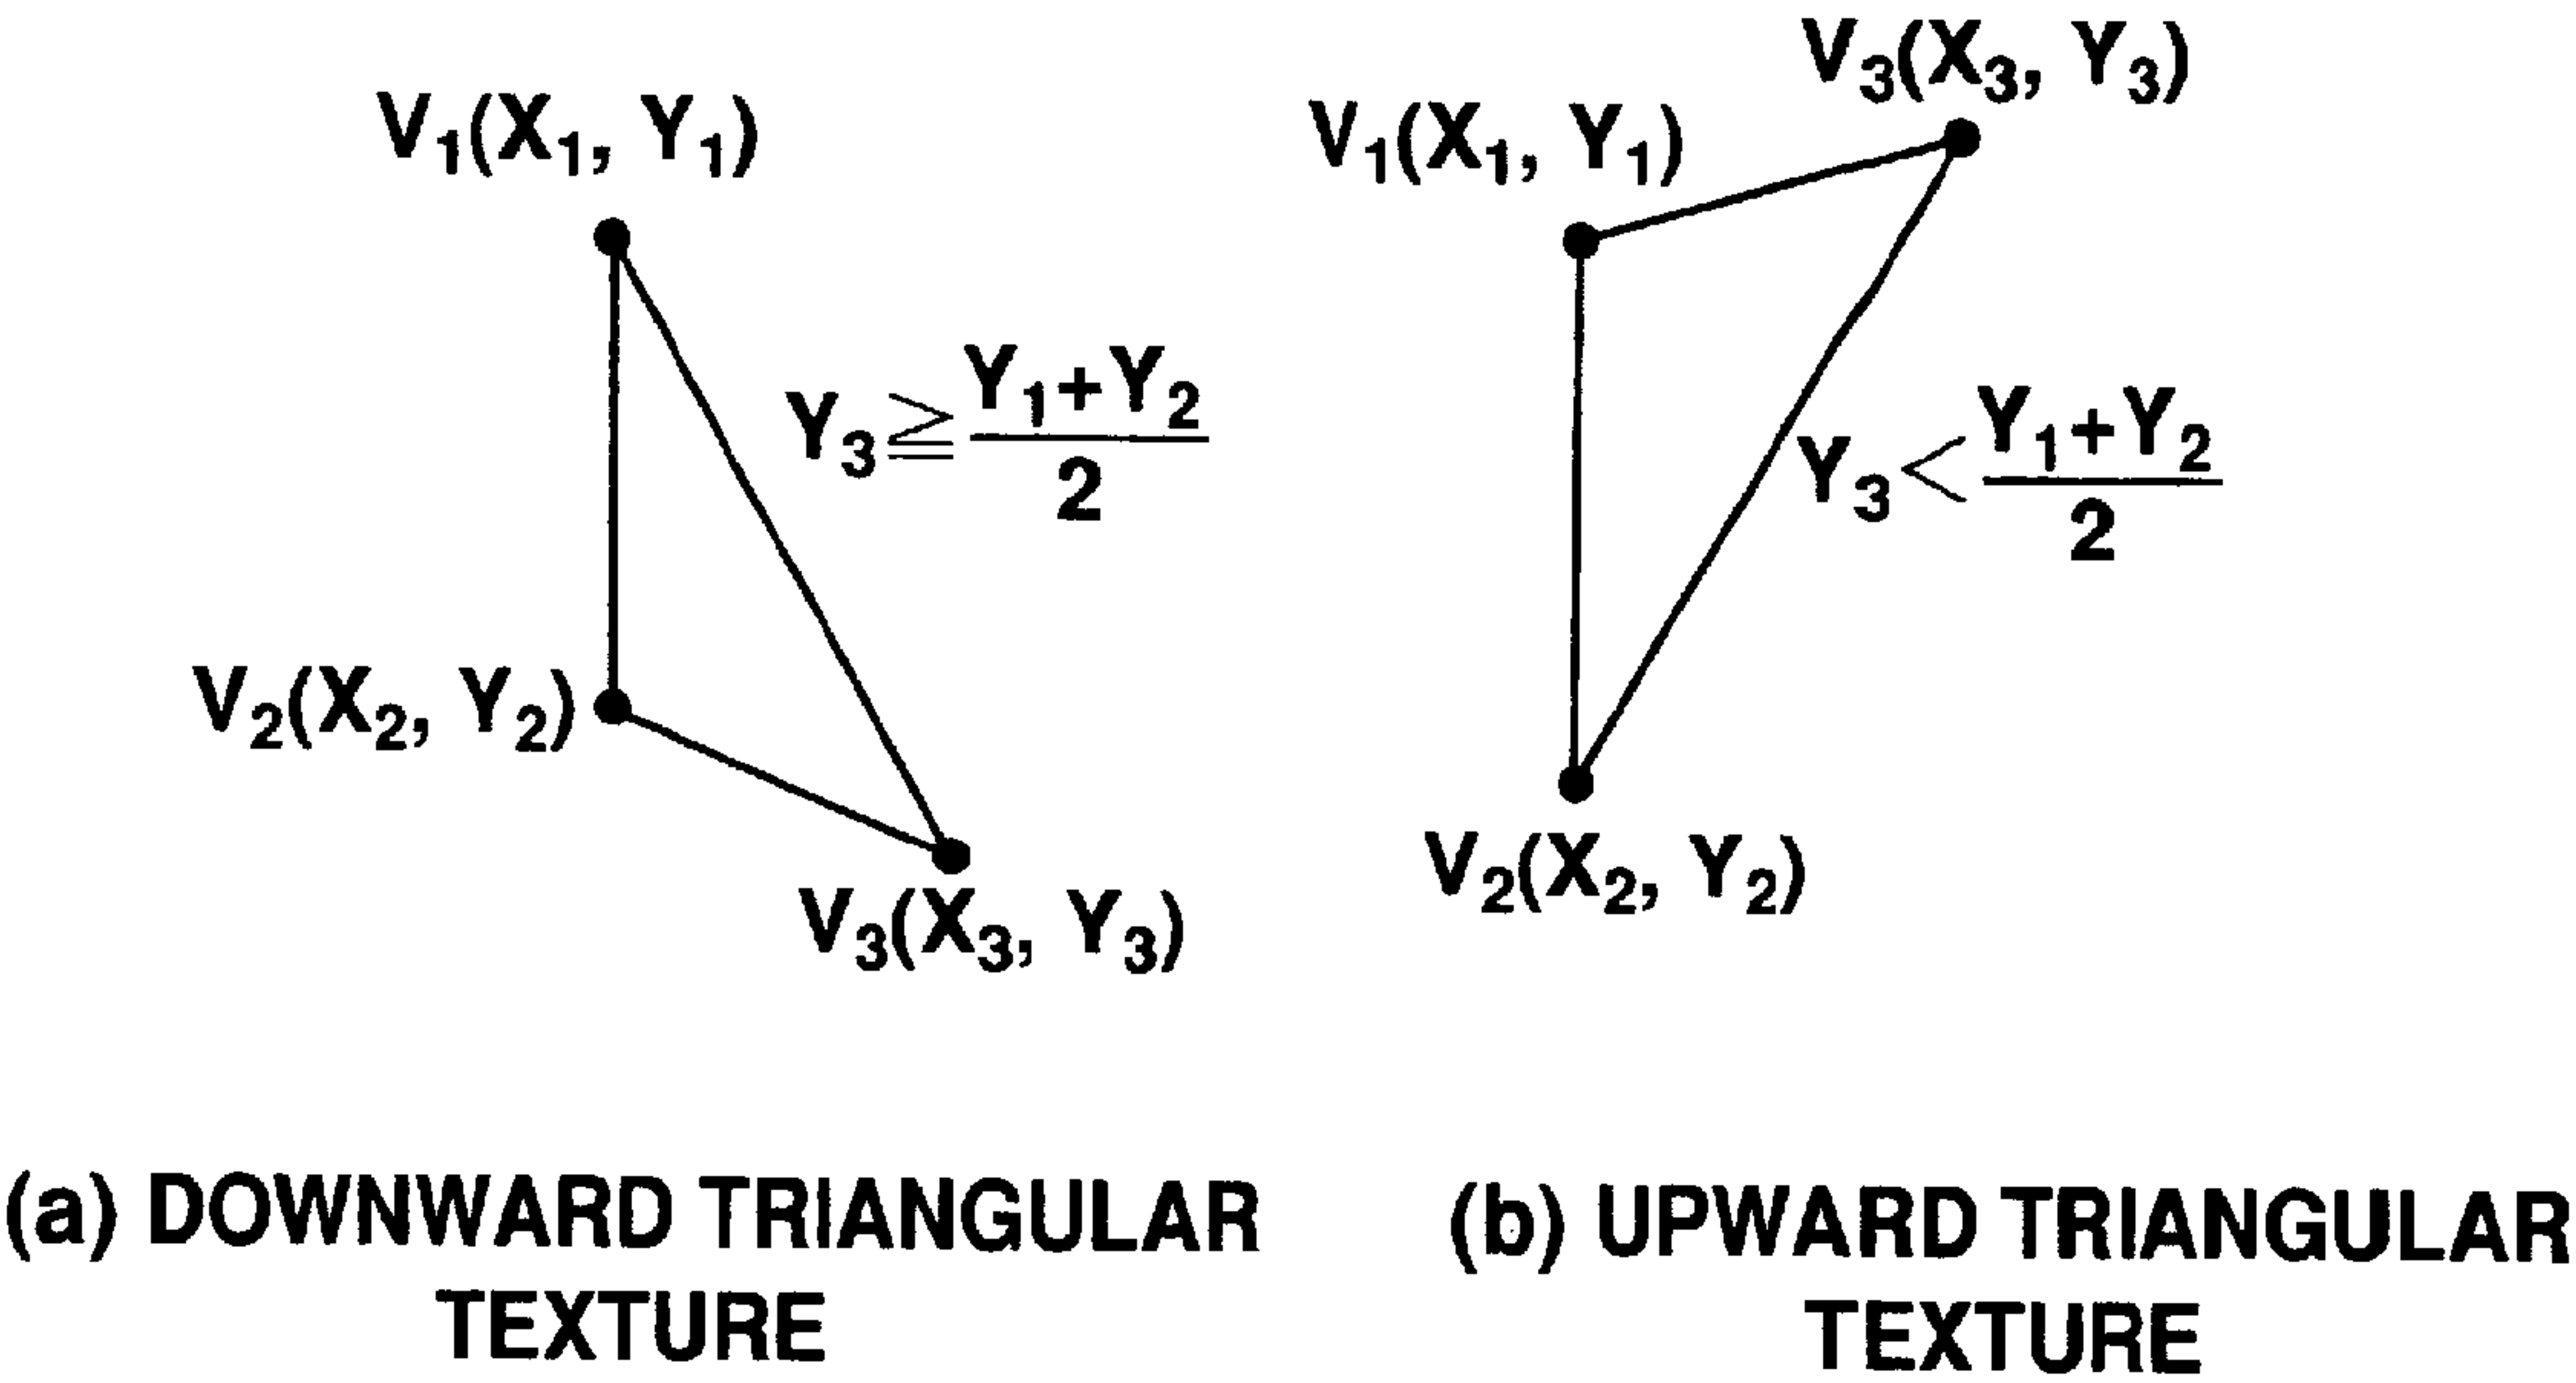 V1(X1, Y1)
Y3≧Y1+Y2/2
V2(X2, Y2)
V3(X3, Y3)
(a) DOWNWARD TRIANGULAR
TEXTURE
V3(X3, Y3)
V1(X1, Y1)
Y3<Y1+Y2/2
V2(X2, Y2)
(b) UPWARD TRIANGULAR
TEXTURE